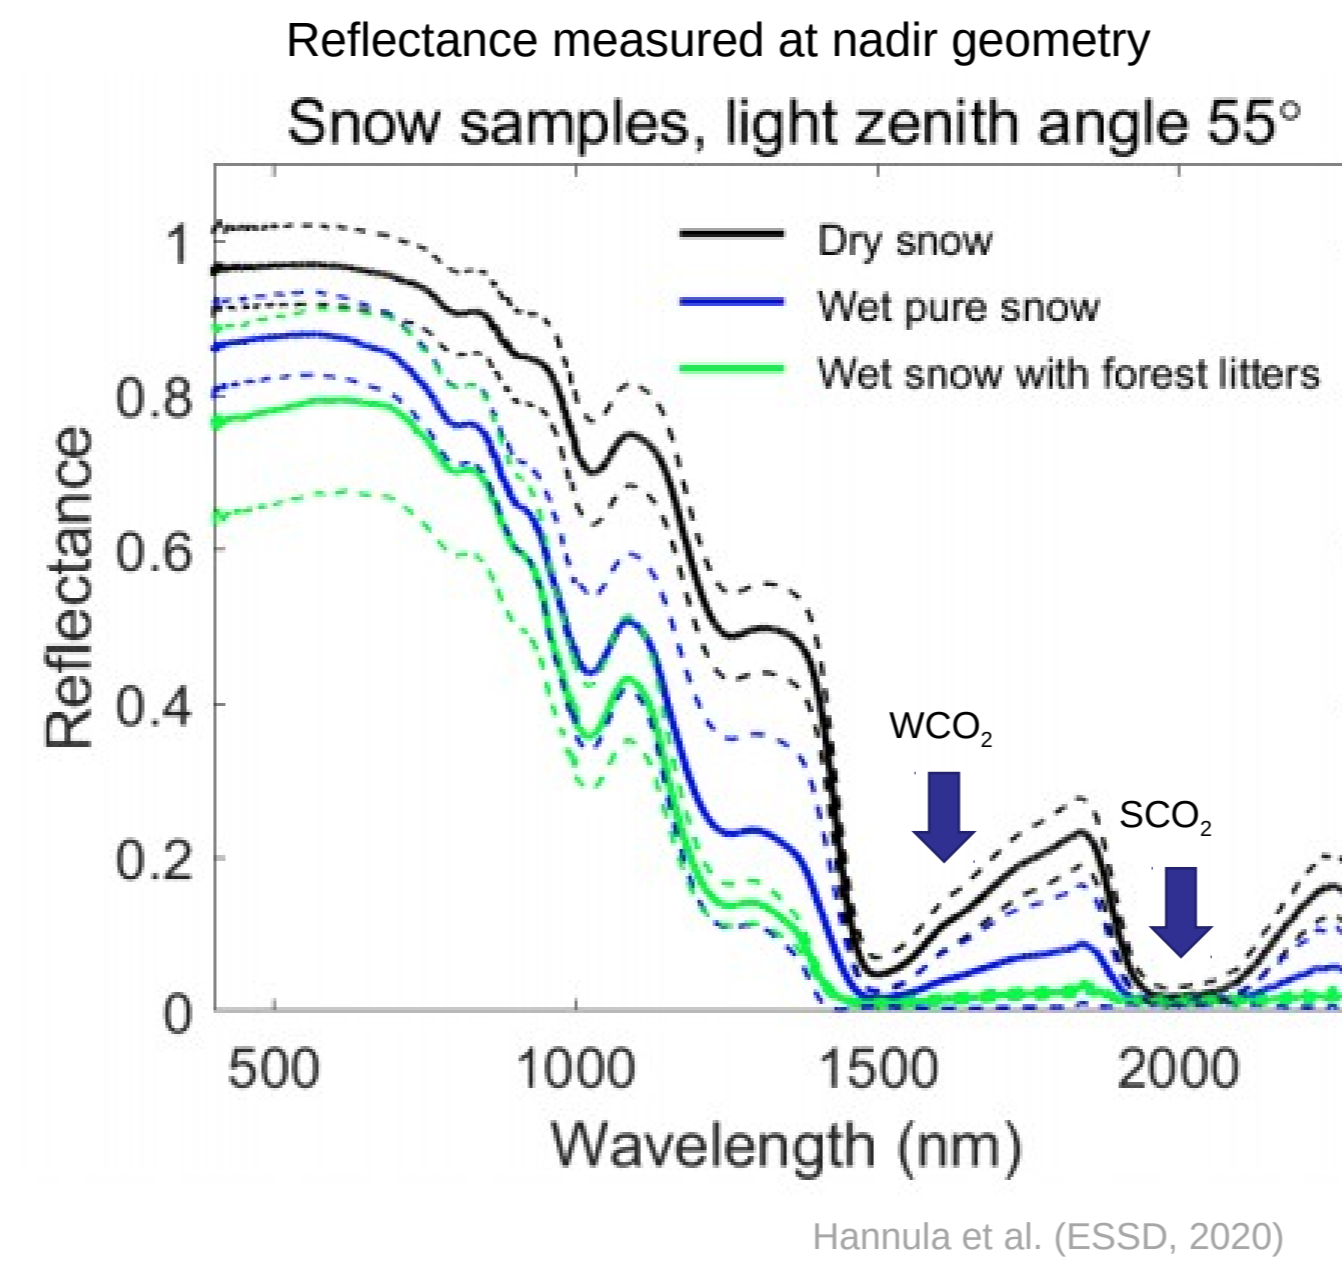 Reflectance measured at nadir geometry
Snow samples, light zenith angle 55°
1
0.8
0.6
0.4
0.2
0
Reflectance
Dry snow
Wet pure snow
Wet snow with forest litters
WCO₂
SCO₂
500 1000 1500 2000
Wavelength (nm)
Hannula et al. (ESSD, 2020)